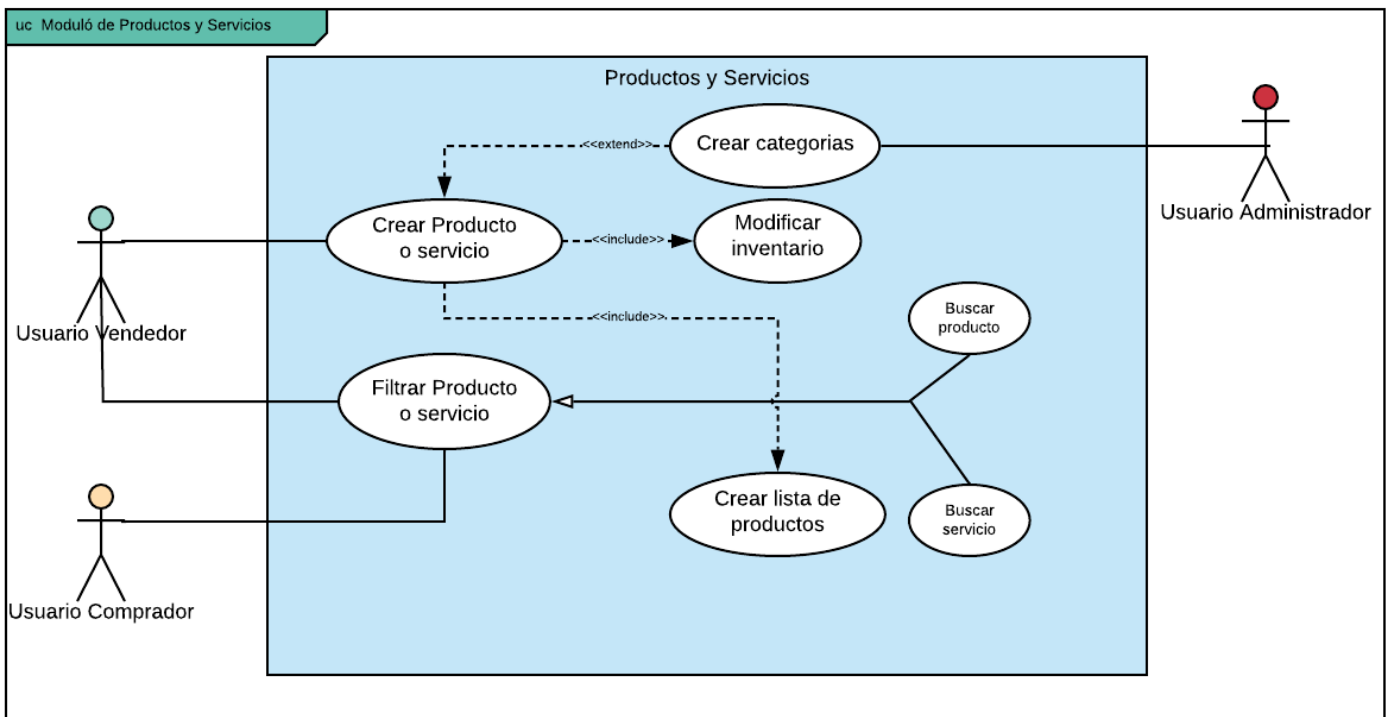 uc Moduló de Productos y Servicios
Productos y Servicios
Crear categorias
<<extend>>
Usuario Administrador
Crear Producto
o servicio
<<include>>
Modificar
inventario
Usuario Vendedor
<<include>>
Buscar
producto
Filtrar Producto
o servicio
Crear lista de
productos
Buscar
servicio
Usuario Comprador